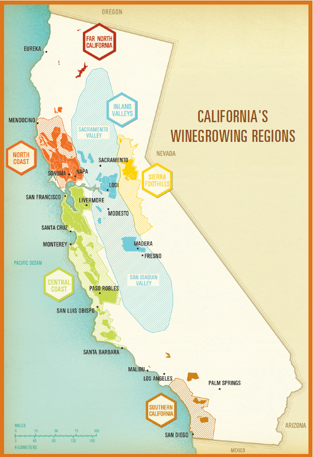 OREGON
FAR NORTH
CALIFORNIA
EUREKA
CALIFORNIA'S
WINEGROWING REGIONS
INLAND
VALLEYS
MENDOCINO
SACRAMENTO
VALLEY
NEVADA
NORTH
COAST
SACRAMENTO
SONOMA
NAPA
SIERRA
FOOTHILLS
LODI
SAN FRANCISCO
LIVERMORE
MODESTO
SANTA CRUZ
MONTEREY
MADERA
FRESNO
PACIFIC OCEAN
SAN JOAQUIN
VALLEY
CENTRAL
COAST
PASO ROBLES
SAN LUIS OBISPO
SANTA BARBARA
MALIBU
LOS ANGELES
PALM SPRINGS
SOUTHERN
CALIFORNIA
SAN DIEGO
ARIZONA
MEXICO
MILES
KILOMETERS